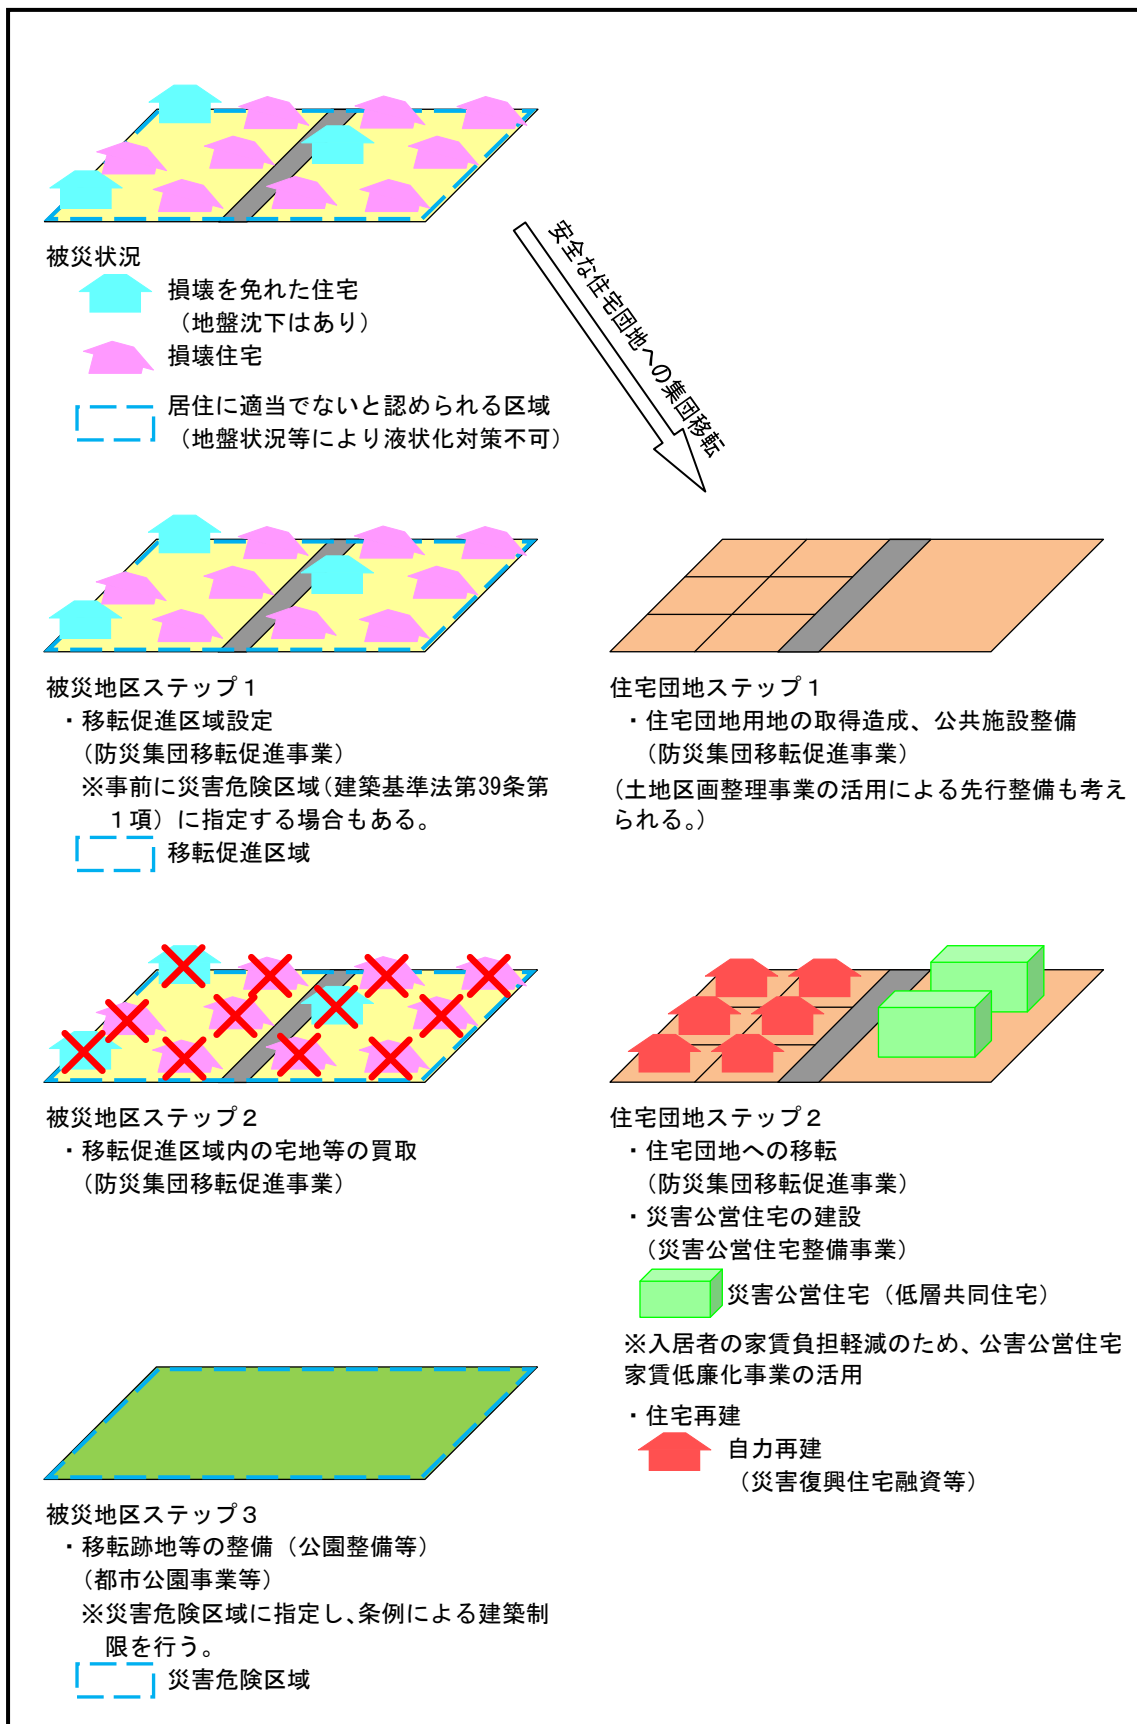 被災状況
損壊を免れた住宅
（地盤沈下はあり）
損壊住宅
居住に適当でないと認められる区域
（地盤状況等により液状化対策不可）
安全な住宅団地への集団移転
被災地区ステップ１
・移転促進区域設定
（防災集団移転促進事業）
※事前に災害危険区域（建築基準法第39条第
１項）に指定する場合もある。
移転促進区域
住宅団地ステップ１
・住宅団地用地の取得造成、公共施設整備
（防災集団移転促進事業）
（土地区画整理事業の活用による先行整備も考え
られる。）
被災地区ステップ２
・移転促進区域内の宅地等の買取
（防災集団移転促進事業）
住宅団地ステップ２
・住宅団地への移転
（防災集団移転促進事業）
・災害公営住宅の建設
（災害公営住宅整備事業）
災害公営住宅（低層共同住宅）
※入居者の家賃負担軽減のため、公害公営住宅
家賃低廉化事業の活用
・住宅再建
自力再建
（災害復興住宅融資等）
被災地区ステップ３
・移転跡地等の整備（公園整備等）
（都市公園事業等）
※災害危険区域に指定し、条例による建築制
限を行う。
災害危険区域